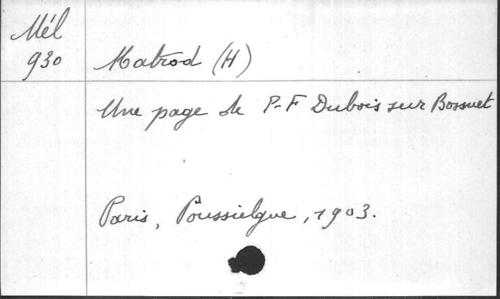 Mél
930
Matrod (H)
Une page de P-F Dubois sur Bossuet
Paris, Poussielgue, 1903.